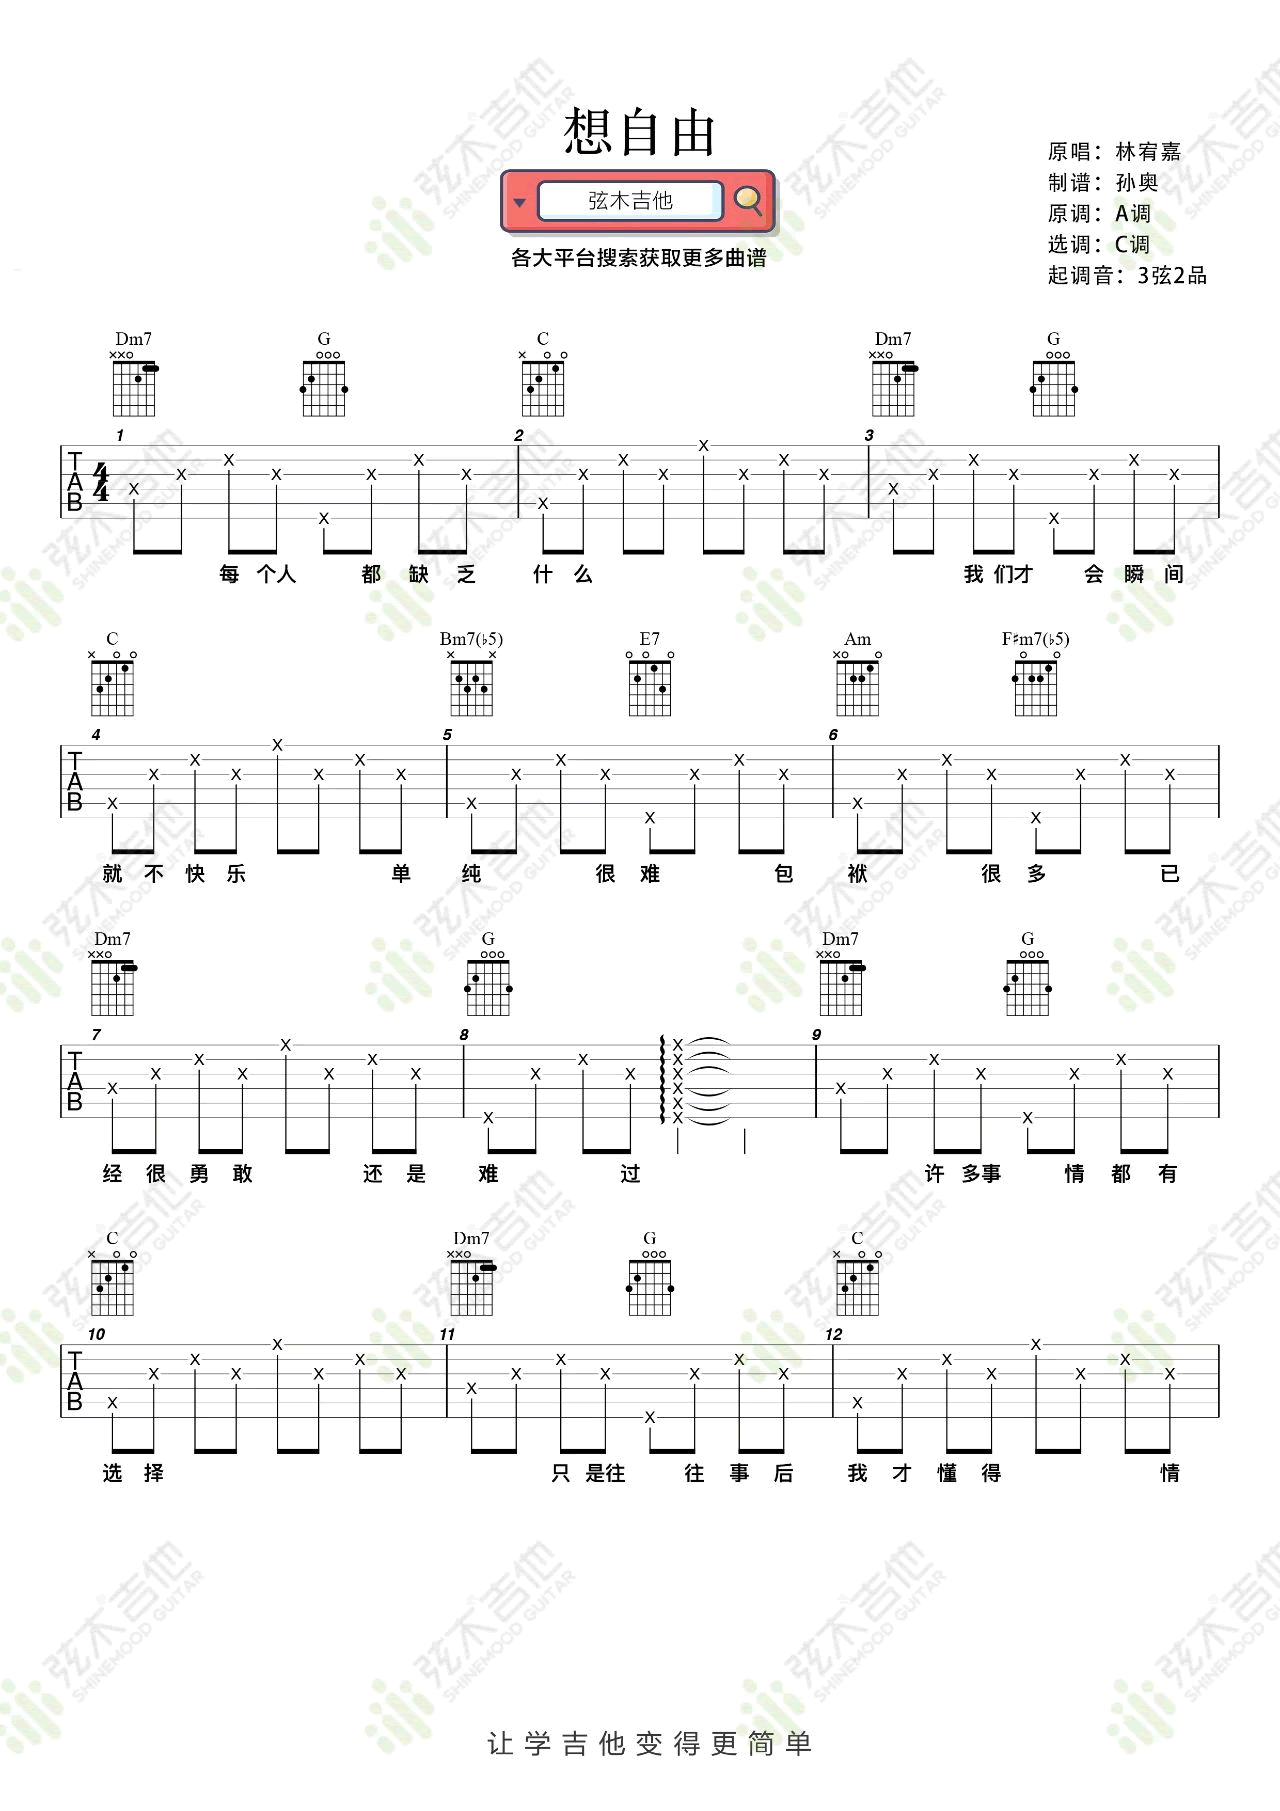 想自由
弦木吉他
各大平台搜索获取更多曲谱
原唱：林宥嘉
制谱：孙奥
原调：A调
选调：C调
起调音：3弦2品
Dm7 G C Dm7 G
1 2 3
T A B 4 4
每 个人 都 缺 乏 什 么 我 们才 会 瞬 间
C Bm7(♭5) E7 Am F♯m7(♭5)
4 5 6
T A B
就 不 快 乐 单 纯 很 难 包 袱 很 多 已
Dm7 G Dm7 G
7 8 9
T A B
经 很 勇 敢 还 是 难 过 许 多事 情 都 有
C Dm7 G C
10 11 12
T A B
选 择 只 是往 往 事 后 我 才 懂 得 情
让学吉他变得更简单
弦木吉他
SHINEMOOD GUITAR